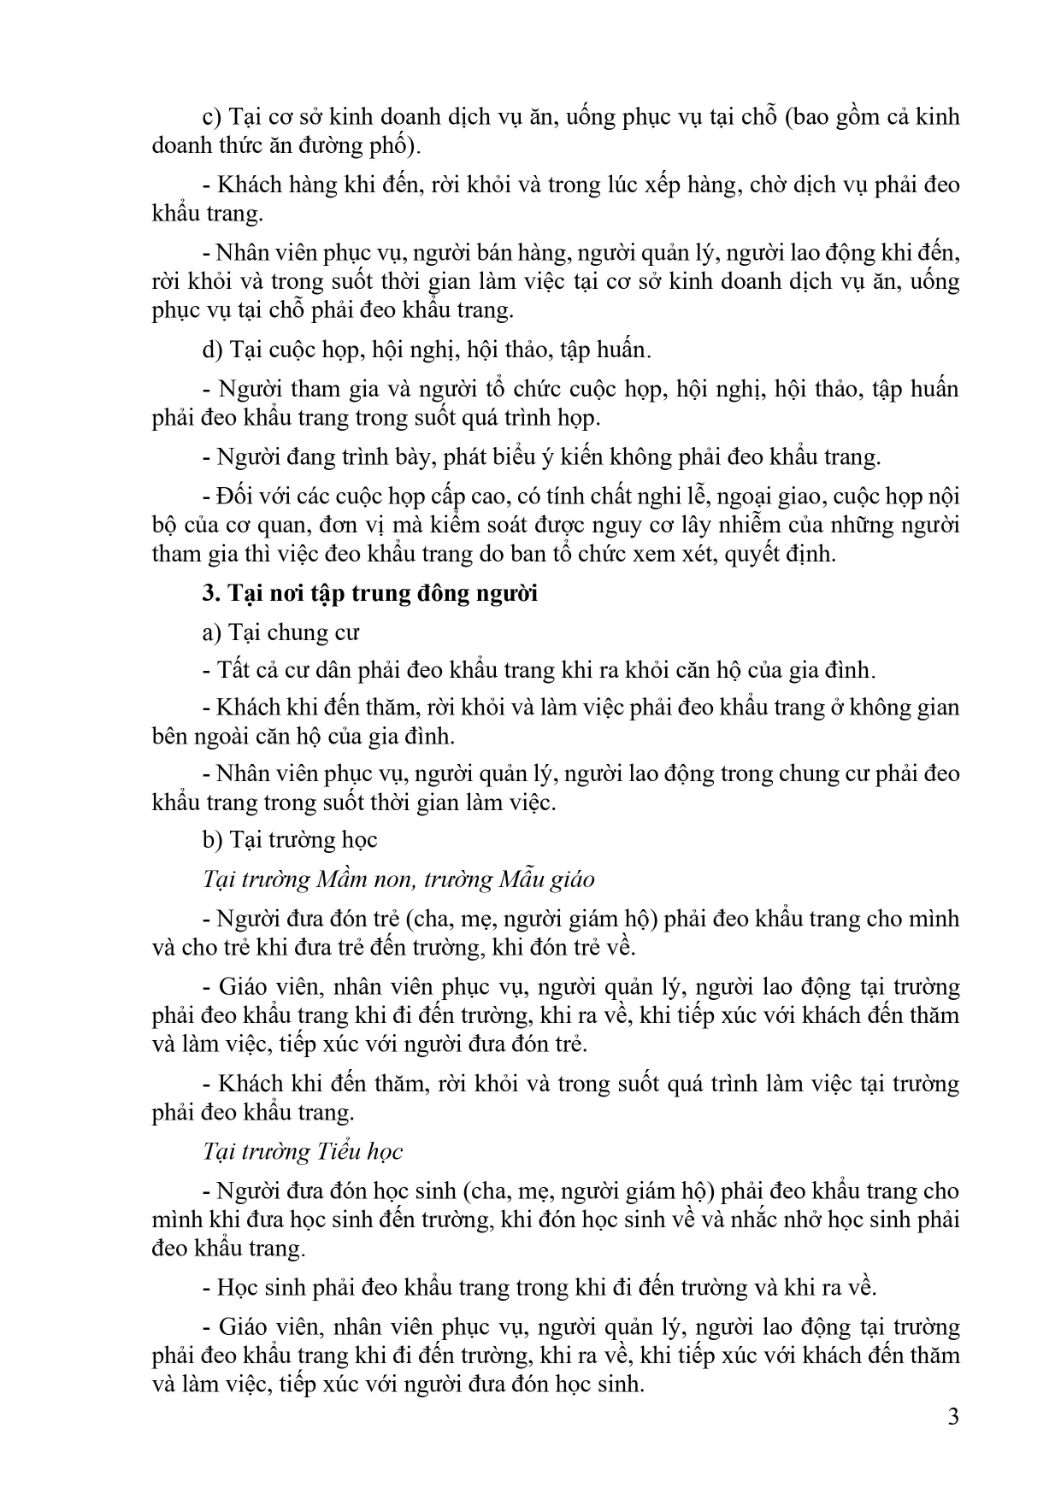 c) Tại cơ sở kinh doanh dịch vụ ăn, uống phục vụ tại chỗ (bao gồm cả kinh
doanh thức ăn đường phố).
- Khách hàng khi đến, rời khỏi và trong lúc xếp hàng, chờ dịch vụ phải đeo
khẩu trang.
- Nhân viên phục vụ, người bán hàng, người quản lý, người lao động khi đến,
rời khỏi và trong suốt thời gian làm việc tại cơ sở kinh doanh dịch vụ ăn, uống
phục vụ tại chỗ phải đeo khẩu trang.
d) Tại cuộc họp, hội nghị, hội thảo, tập huấn.
- Người tham gia và người tổ chức cuộc họp, hội nghị, hội thảo, tập huấn
phải đeo khẩu trang trong suốt quá trình họp.
- Người đang trình bày, phát biểu ý kiến không phải đeo khẩu trang.
- Đối với các cuộc họp cấp cao, có tính chất nghi lễ, ngoại giao, cuộc họp nội
bộ của cơ quan, đơn vị mà kiểm soát được nguy cơ lây nhiễm của những người
tham gia thì việc đeo khẩu trang do ban tổ chức xem xét, quyết định.
3. Tại nơi tập trung đông người
a) Tại chung cư
- Tất cả cư dân phải đeo khẩu trang khi ra khỏi căn hộ của gia đình.
- Khách khi đến thăm, rời khỏi và làm việc phải đeo khẩu trang ở không gian
bên ngoài căn hộ của gia đình.
- Nhân viên phục vụ, người quản lý, người lao động trong chung cư phải đeo
khẩu trang trong suốt thời gian làm việc.
b) Tại trường học
Tại trường Mầm non, trường Mẫu giáo
- Người đưa đón trẻ (cha, mẹ, người giám hộ) phải đeo khẩu trang cho mình
và cho trẻ khi đưa trẻ đến trường, khi đón trẻ về.
- Giáo viên, nhân viên phục vụ, người quản lý, người lao động tại trường
phải đeo khẩu trang khi đi đến trường, khi ra về, khi tiếp xúc với khách đến thăm
và làm việc, tiếp xúc với người đưa đón trẻ.
- Khách khi đến thăm, rời khỏi và trong suốt quá trình làm việc tại trường
phải đeo khẩu trang.
Tại trường Tiểu học
- Người đưa đón học sinh (cha, mẹ, người giám hộ) phải đeo khẩu trang cho
mình khi đưa học sinh đến trường, khi đón học sinh về và nhắc nhở học sinh phải
đeo khẩu trang.
- Học sinh phải đeo khẩu trang trong khi đi đến trường và khi ra về.
- Giáo viên, nhân viên phục vụ, người quản lý, người lao động tại trường
phải đeo khẩu trang khi đi đến trường, khi ra về, khi tiếp xúc với khách đến thăm
và làm việc, tiếp xúc với người đưa đón học sinh.
3